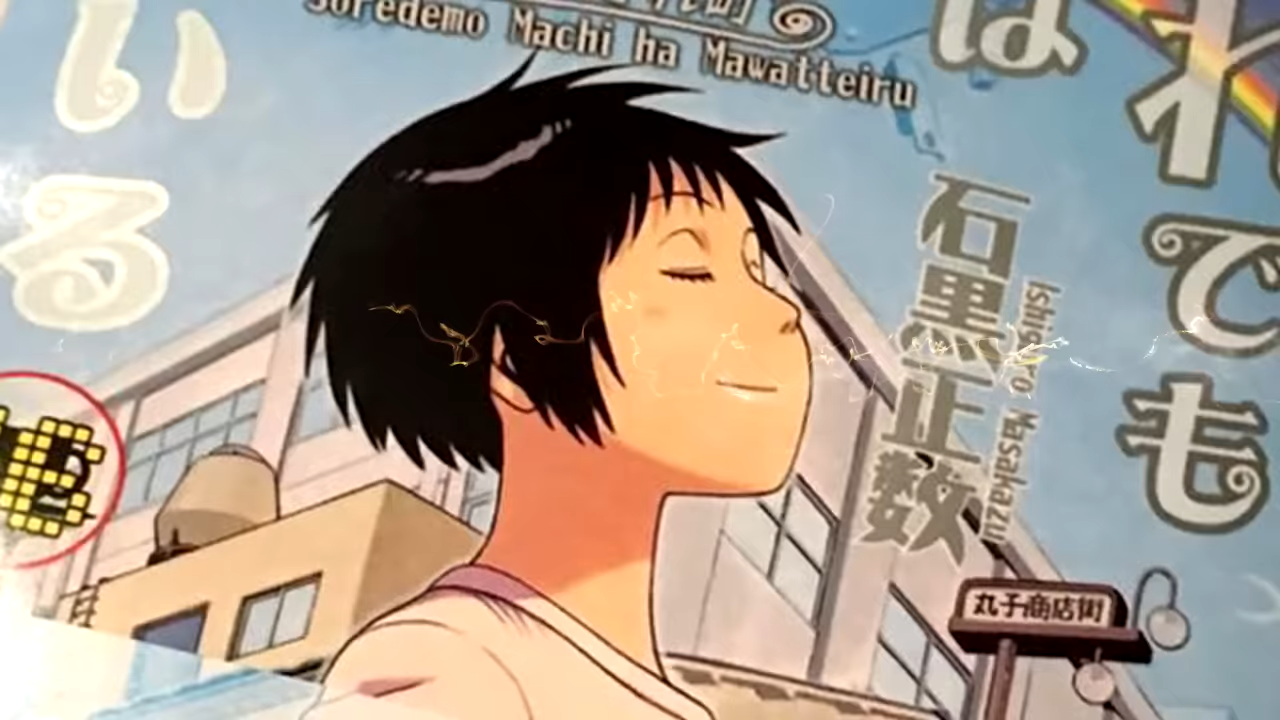 Soredemo Machi ha Mawatteiru
れでも
は
いる
石黒正数
Ishiguro Masakazu
丸子商店街